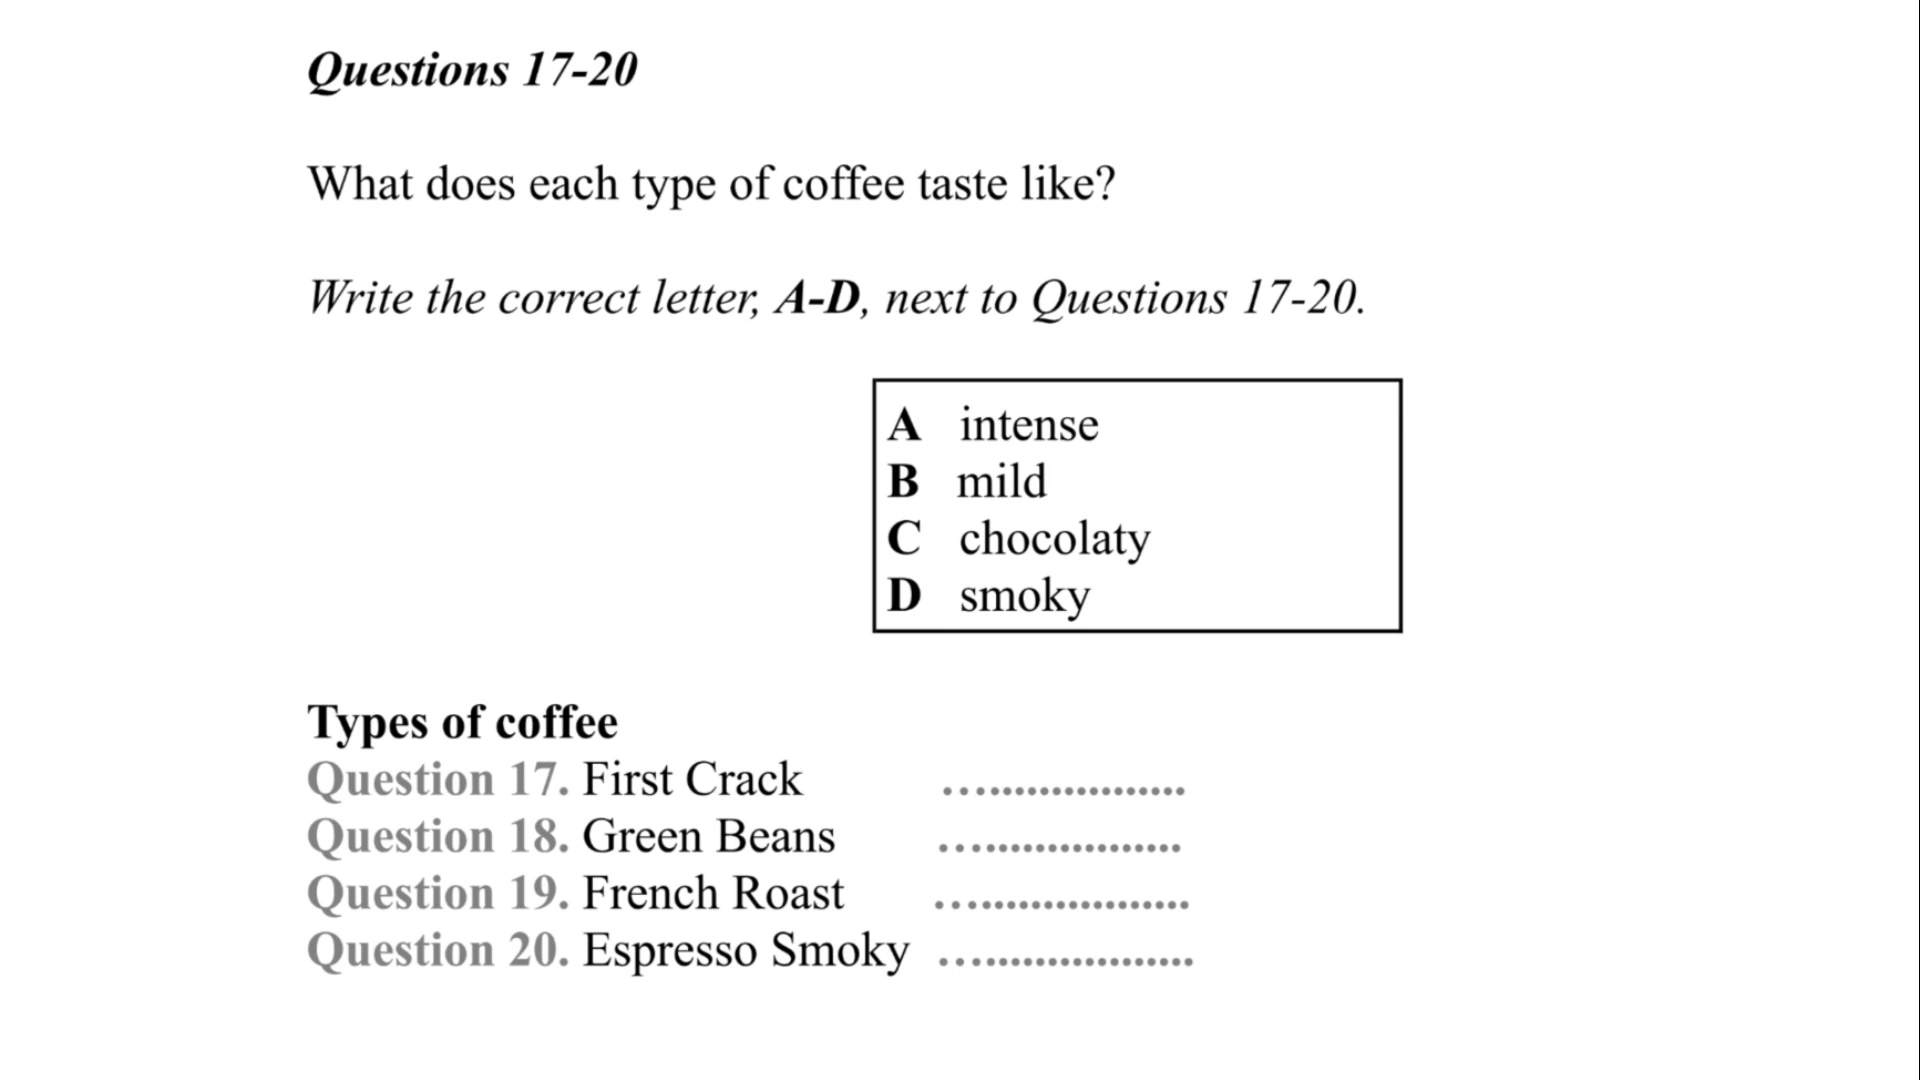 Questions 17-20
What does each type of coffee taste like?
Write the correct letter, A-D, next to Questions 17-20.
A intense
B mild
C chocolaty
D smoky
Types of coffee
Question 17. First Crack ....................
Question 18. Green Beans ....................
Question 19. French Roast .....................
Question 20. Espresso Smoky .....................